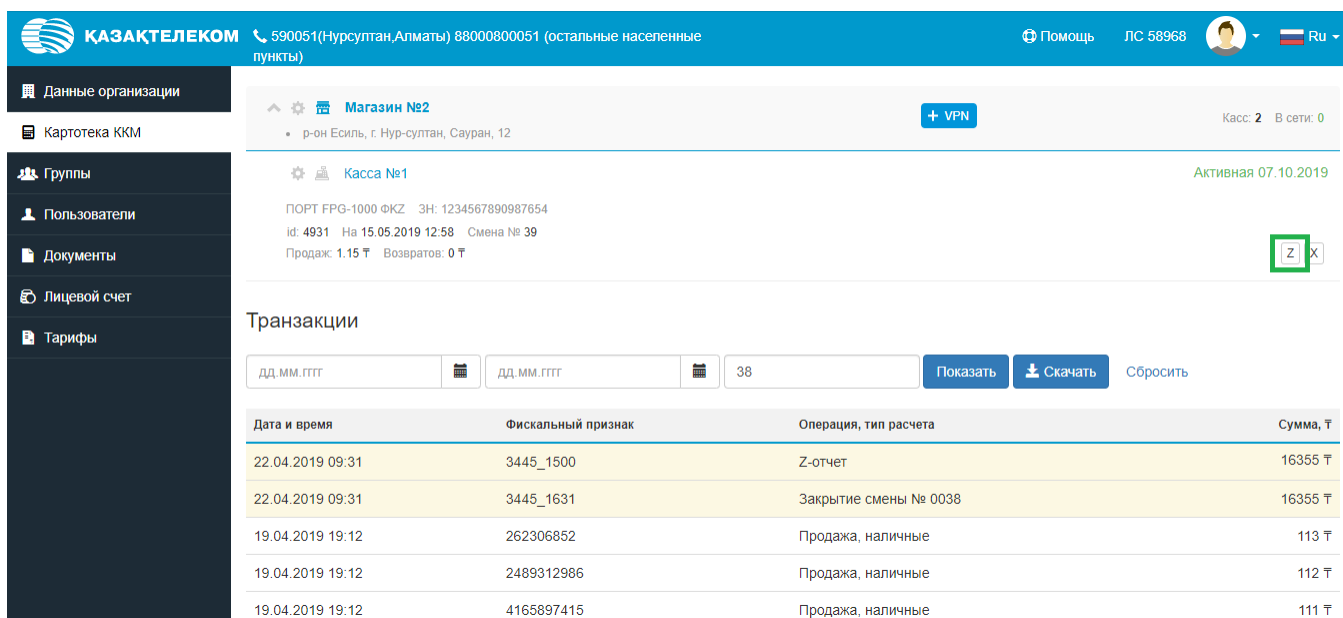 ҚАЗАҚТЕЛЕКОМ
590051(Нурсултан,Алматы) 88000800051 (остальные населенные
пункты)
Помощь
ЛС 58968
Ru
Данные организации
Картотека ККМ
Группы
Пользователи
Документы
Лицевой счет
Тарифы
Магазин №2
р-он Есиль, г. Нур-султан, Сауран, 12
+ VPN
Касс: 2 В сети: 0
Касса №1
Активная 07.10.2019
ПОРТ FPG-1000 ФKZ ЗН: 1234567890987654
id: 4931 На 15.05.2019 12:58 Смена № 39
Продаж: 1.15 ₸ Возвратов: 0 ₸
Z X
Транзакции
дд.мм.гггг дд.мм.гггг 38 Показать Скачать Сбросить
Дата и время Фискальный признак Операция, тип расчета Сумма, ₸
22.04.2019 09:31 3445_1500 Z-отчет 16355 ₸
22.04.2019 09:31 3445_1631 Закрытие смены № 0038 16355 ₸
19.04.2019 19:12 262306852 Продажа, наличные 113 ₸
19.04.2019 19:12 2489312986 Продажа, наличные 112 ₸
19.04.2019 19:12 4165897415 Продажа, наличные 111 ₸